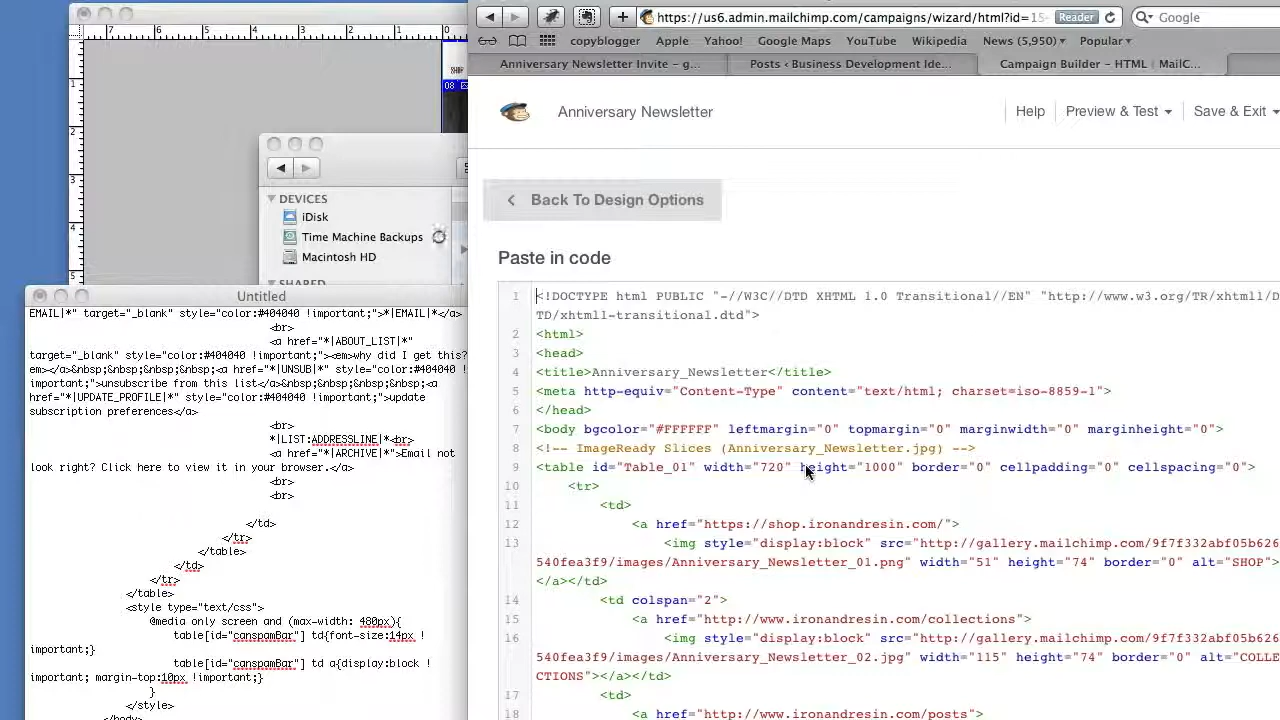 7 6 5 4 3 2 1 0
1
2
3
4
5
SHOP
08
DEVICES
iDisk
Time Machine Backups
Macintosh HD
SHARED
Untitled
EMAIL|*" target="_blank" style="color:#404040 !important;">*|EMAIL|*</a>
<br>
<a href="*|ABOUT_LIST|*"
target="_blank" style="color:#404040 !important;"><em>why did I get this?
em></a>&nbsp;&nbsp;&nbsp;&nbsp;<a href="*|UNSUB|*" style="color:#404040 !
important;">unsubscribe from this list</a>&nbsp;&nbsp;&nbsp;&nbsp;<a
href="*|UPDATE_PROFILE|*" style="color:#404040 !important;">update
subscription preferences</a>
<br>
*|LIST:ADDRESSLINE|*<br>
<a href="*|ARCHIVE|*">Email not
look right? Click here to view it in your browser.</a>
<br>
<br>
</td>
</tr>
</table>
</td>
</tr>
</table>
<style type="text/css">
@media only screen and (max-width: 480px){
table[id="canspamBar"] td{font-size:14px !
important;}
table[id="canspamBar"] td a{display:block !
important; margin-top:10px !important;}
}
</style>
</body>
https://us6.admin.mailchimp.com/campaigns/wizard/html?id=15 Reader Google
copyblogger Apple Yahoo! Google Maps YouTube Wikipedia News (5,950) Popular
Anniversary Newsletter Invite – g... Posts ‹ Business Development Ide... Campaign Builder – HTML | MailC...
Anniversary Newsletter Help Preview & Test Save & Exit
Back To Design Options
Paste in code
1 <!DOCTYPE html PUBLIC "-//W3C//DTD XHTML 1.0 Transitional//EN" "http://www.w3.org/TR/xhtml1/D
TD/xhtml1-transitional.dtd">
2 <html>
3 <head>
4 <title>Anniversary_Newsletter</title>
5 <meta http-equiv="Content-Type" content="text/html; charset=iso-8859-1">
6 </head>
7 <body bgcolor="#FFFFFF" leftmargin="0" topmargin="0" marginwidth="0" marginheight="0">
8 <!-- ImageReady Slices (Anniversary_Newsletter.jpg) -->
9 <table id="Table_01" width="720" height="1000" border="0" cellpadding="0" cellspacing="0">
10 <tr>
11 <td>
12 <a href="https://shop.ironandresin.com/">
13 <img style="display:block" src="http://gallery.mailchimp.com/9f7f332abf05b626
540fea3f9/images/Anniversary_Newsletter_01.png" width="51" height="74" border="0" alt="SHOP">
</a></td>
14 <td colspan="2">
15 <a href="http://www.ironandresin.com/collections">
16 <img style="display:block" src="http://gallery.mailchimp.com/9f7f332abf05b626
540fea3f9/images/Anniversary_Newsletter_02.jpg" width="115" height="74" border="0" alt="COLLE
CTIONS"></a></td>
17 <td>
18 <a href="http://www.ironandresin.com/posts">